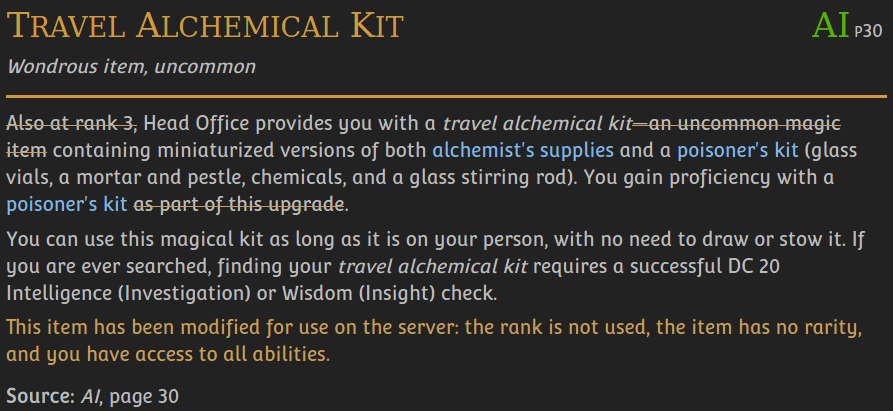 Travel Alchemical Kit AI P30
Wondrous item, uncommon
Also at rank 3, Head Office provides you with a travel alchemical kit—an uncommon magic
item containing miniaturized versions of both alchemist's supplies and a poisoner's kit (glass
vials, a mortar and pestle, chemicals, and a glass stirring rod). You gain proficiency with a
poisoner's kit as part of this upgrade.
You can use this magical kit as long as it is on your person, with no need to draw or stow it. If
you are ever searched, finding your travel alchemical kit requires a successful DC 20
Intelligence (Investigation) or Wisdom (Insight) check.
This item has been modified for use on the server: the rank is not used, the item has no rarity,
and you have access to all abilities.
Source: AI, page 30